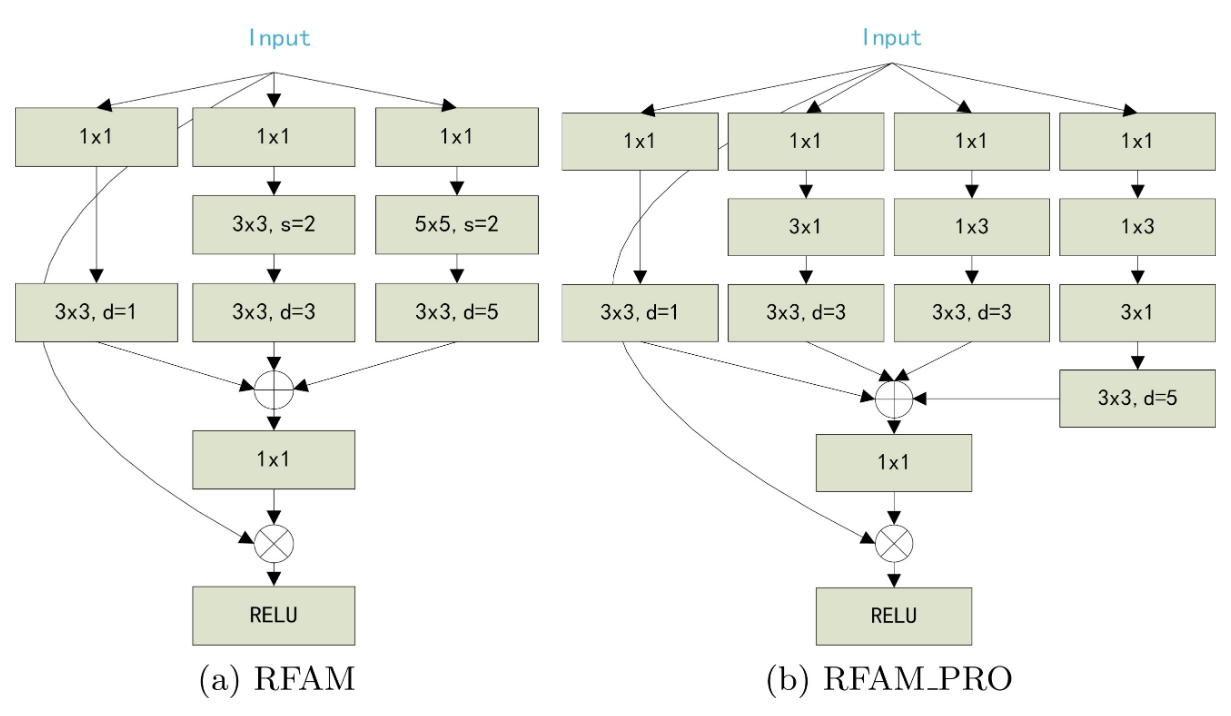 Input
1x1
1x1
1x1
3x3, s=2
5x5, s=2
3x3, d=1
3x3, d=3
3x3, d=5
1x1
RELU
(a) RFAM
Input
1x1
1x1
1x1
1x1
3x1
1x3
1x3
3x3, d=1
3x3, d=3
3x3, d=3
3x1
3x3, d=5
1x1
RELU
(b) RFAM_PRO